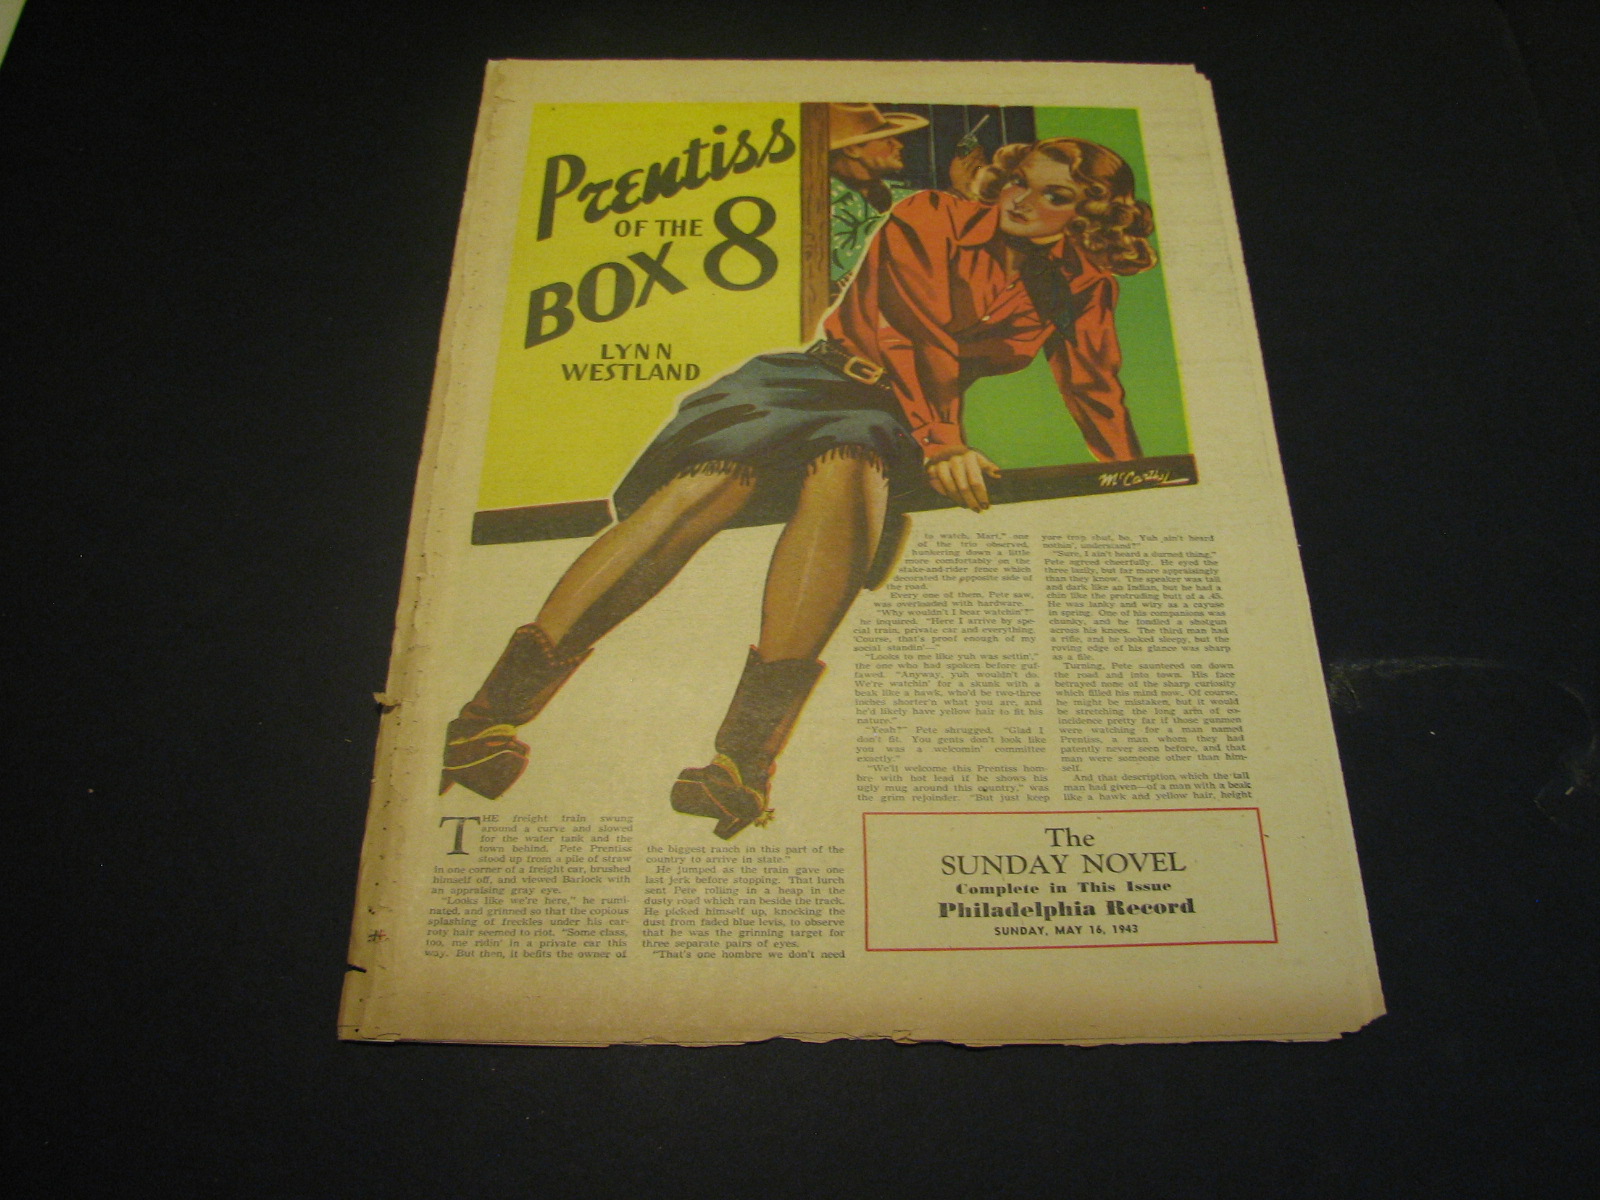 Prentiss
OF THE
BOX 8
LYNN
WESTLAND
McCarthy
THE freight train swung
around a curve and slowed
for the water tank and the
town behind. Pete Prentiss
stood up from a pile of straw
in one corner of a freight car, brushed
himself off, and viewed Barlock with
an appraising gray eye.
"Looks like we're here," he rumi-
nated, and grinned so that the copious
splashing of freckles under his car-
roty hair seemed to riot. "Some class,
too, me ridin' in a private car this
way. But then, it befits the owner of
the biggest ranch in this part of the
country to arrive in state."
He jumped as the train gave one
last jerk before stopping. That lurch
sent Pete rolling in a heap in the
dusty road which ran beside the track.
He picked himself up, knocking the
dust from faded blue levis, to observe
that he was the grinning target for
three separate pairs of eyes.
"That's one hombre we don't need
to watch, Mart," one
of the trio observed,
hunkering down a little
more comfortably on the
stake-and-rider fence which
decorated the opposite side of
the road.
Every one of them, Pete saw,
was overloaded with hardware.
"Why wouldn't I bear watchin'?"
he inquired. "Here I arrive by spe-
cial train, private car and everything.
'Course, that's proof enough of my
social standin'—"
"Looks to me like yuh was settin',"
the one who had spoken before guf-
fawed. "Anyway, yuh wouldn't do.
We're watchin' for a skunk with a
beak like a hawk, who'd be two-three
inches shorter'n what you are, and
he'd likely have yellow hair to fit his
nature."
"Yeah?" Pete shrugged. "Glad I
don't fit. You gents don't look like
you was a welcomin' committee
exactly."
"We'll welcome this Prentiss hom-
bre with hot lead if he shows his
ugly mug around this country," was
the grim rejoinder. "But just keep
yore trap shut, bo. Yuh ain't heard
nothin', understand?"
"Sure, I ain't heard a durned thing,"
Pete agreed cheerfully. He eyed the
three lazily, but far more appraisingly
than they knew. The speaker was tall
and dark like an Indian, but he had a
chin like the protruding butt of a .45.
He was lanky and wiry as a cayuse
in spring. One of his companions was
chunky, and he fondled a shotgun
across his knees. The third man had
a rifle, and he looked sleepy, but the
roving edge of his glance was sharp
as a file.
Turning, Pete sauntered on down
the road and into town. His face
betrayed none of the sharp curiosity
which filled his mind now. Of course,
he might be mistaken, but it would
be stretching the long arm of co-
incidence pretty far if those gunmen
were watching for a man named
Prentiss, a man whom they had
patently never seen before, and that
man were someone other than him-
self.
And that description which the tall
man had given—of a man with a beak
like a hawk and yellow hair, height
The
SUNDAY NOVEL
Complete in This Issue
Philadelphia Record
SUNDAY, MAY 16, 1943